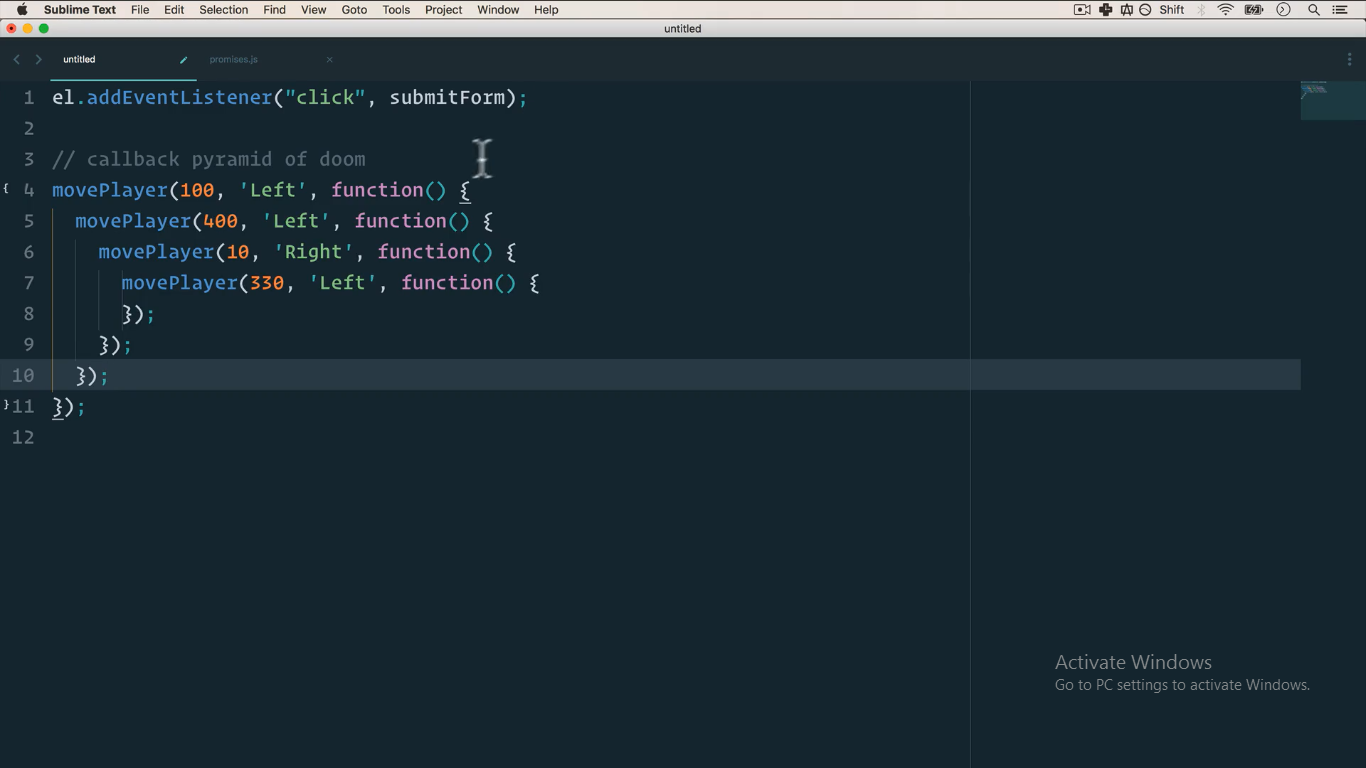 Sublime Text File Edit Selection Find View Goto Tools Project Window Help Shift
untitled
untitled promises.js
1 el.addEventListener("click", submitForm);
2
3 // callback pyramid of doom
4 movePlayer(100, 'Left', function() {
5 movePlayer(400, 'Left', function() {
6 movePlayer(10, 'Right', function() {
7 movePlayer(330, 'Left', function() {
8 });
9 });
10 });
11 });
12
Activate Windows
Go to PC settings to activate Windows.